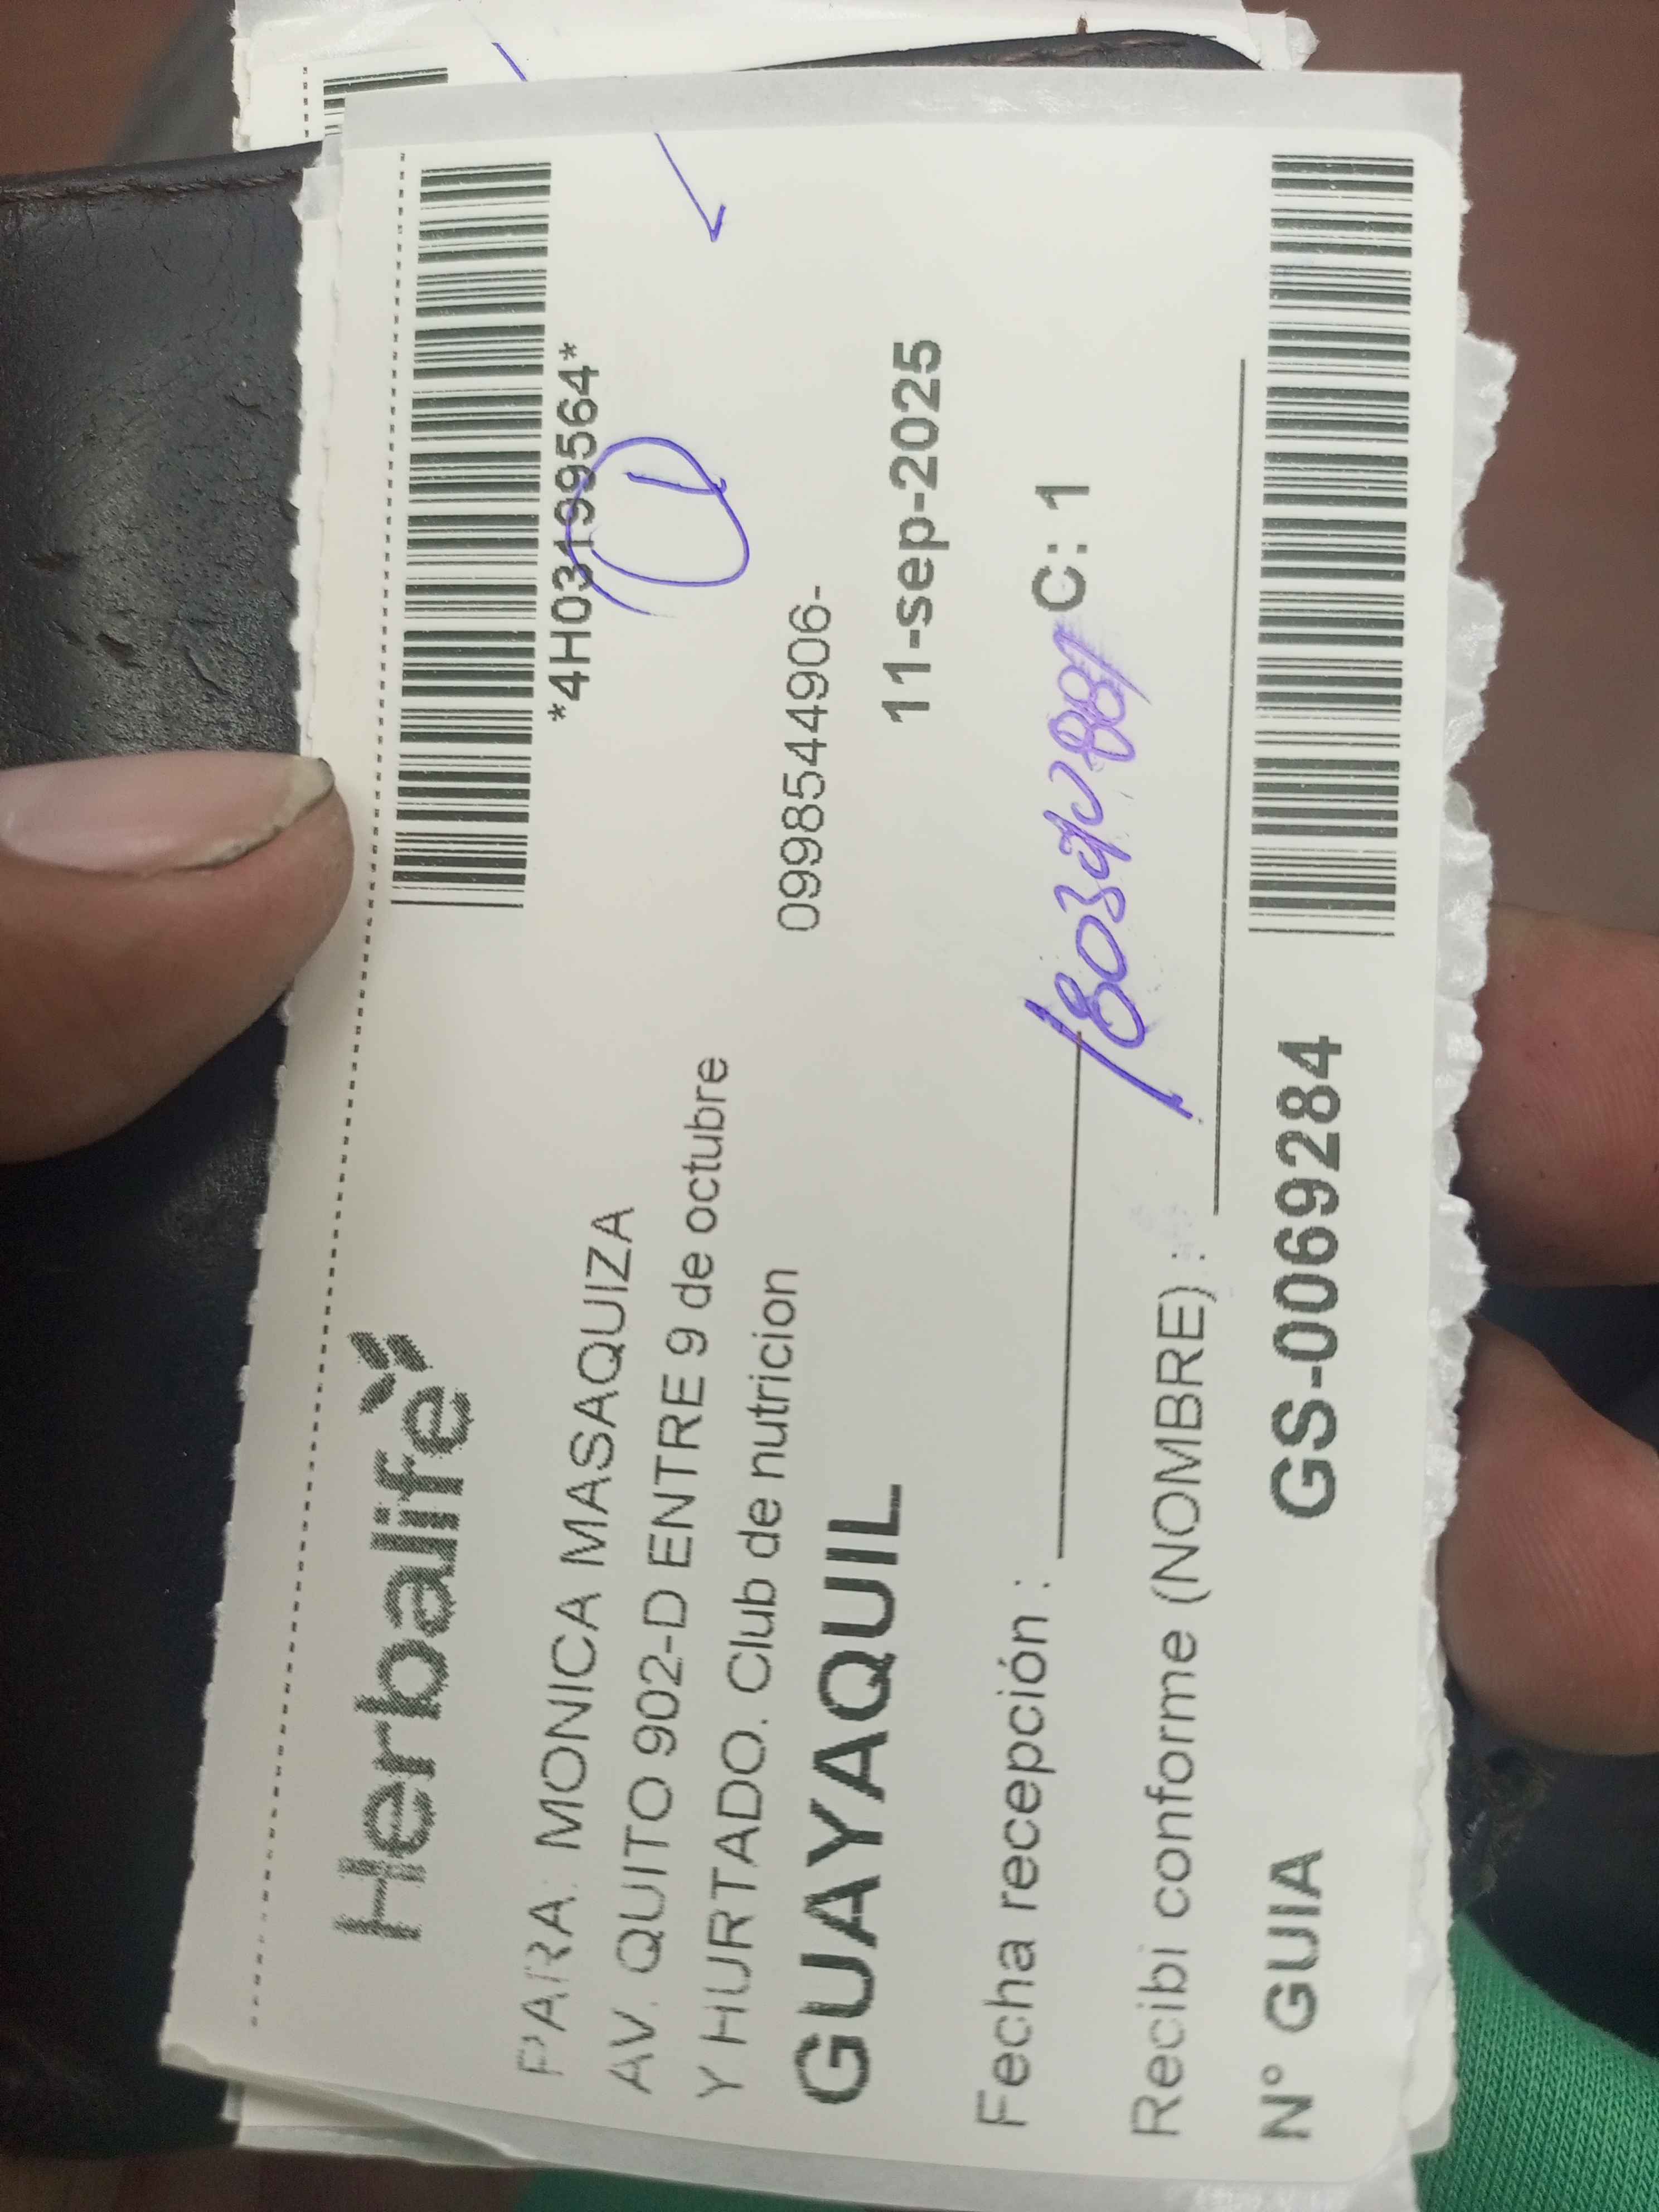 Herbalife
*4H03199564*
PARA: MONICA MASAQUIZA
AV. QUITO 902-D ENTRE 9 de octubre
Y HURTADO. Club de nutricion
0998544906-
GUAYAQUIL
11-sep-2025
Fecha recepción :
C: 1
Recibi conforme (NOMBRE) :
N° GUIA GS-0069284